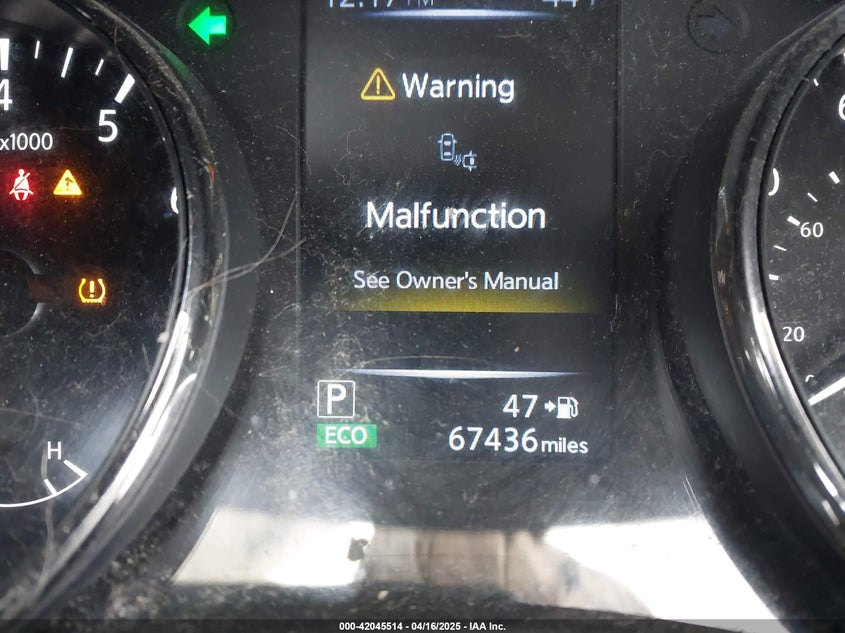 4
5
x1000
Warning
Malfunction
See Owner's Manual
60
20
P
47
ECO
67436 miles
H
000-42045514 - 04/16/2025 - IAA Inc.